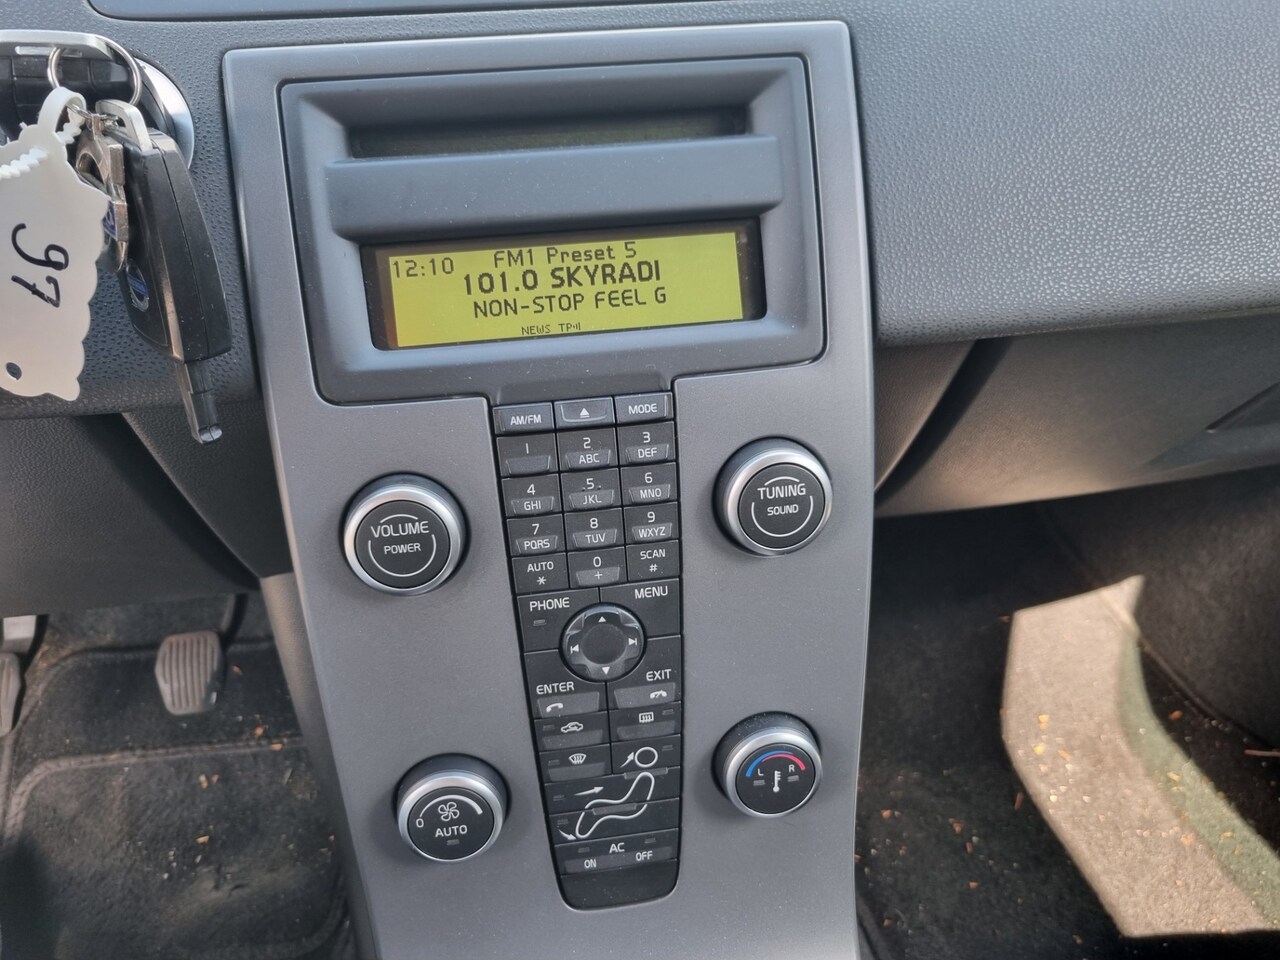 97
12:10
FM1 Preset 5
101.0 SKYRADI
NON-STOP FEEL G
NEWS TP
AM/FM
MODE
1
2
ABC
3
DEF
4
GHI
5
JKL
6
MNO
7
PQRS
8
TUV
9
WXYZ
AUTO
*
0
+
SCAN
#
VOLUME
POWER
TUNING
SOUND
PHONE
MENU
ENTER
EXIT
0
AUTO
L R
AC
ON OFF